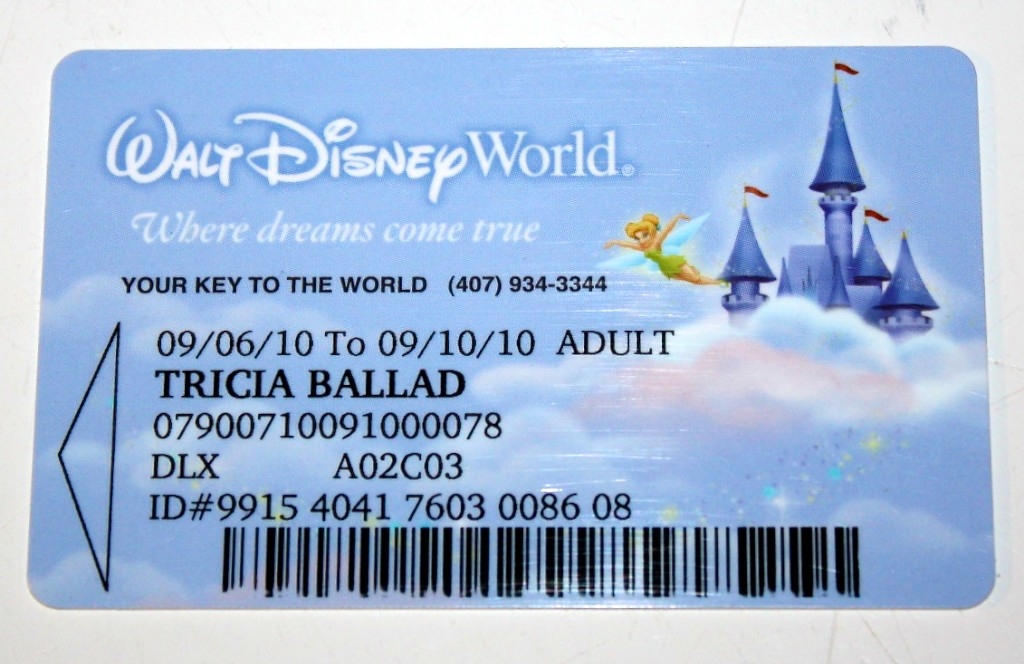 WALT DISNEY World®
Where dreams come true
YOUR KEY TO THE WORLD (407) 934-3344
09/06/10 To 09/10/10 ADULT
TRICIA BALLAD
07900710091000078
DLX A02C03
ID#9915 4041 7603 0086 08